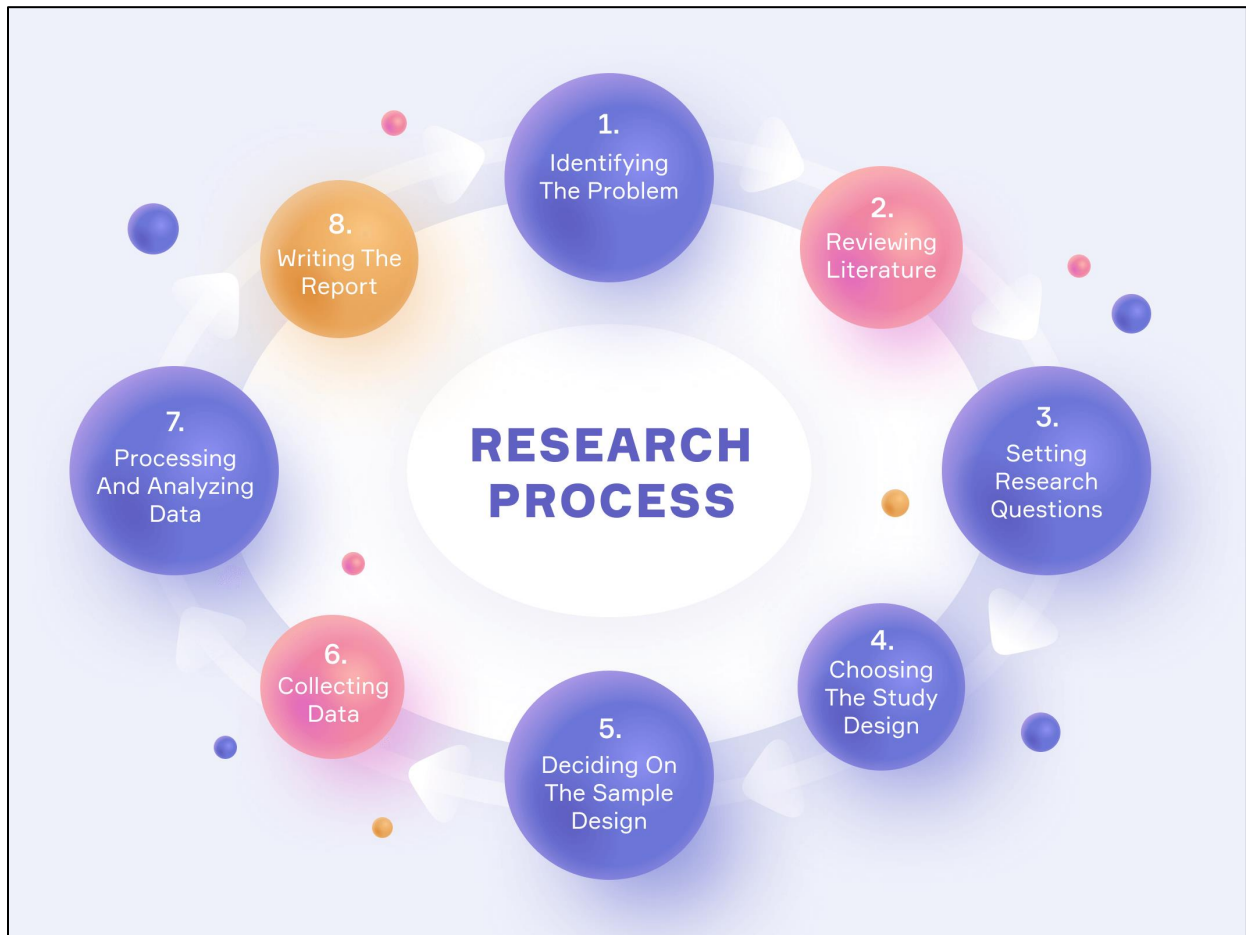 RESEARCH
PROCESS
1.
Identifying
The Problem
2.
Reviewing
Literature
3.
Setting
Research
Questions
4.
Choosing
The Study
Design
5.
Deciding On
The Sample
Design
6.
Collecting
Data
7.
Processing
And Analyzing
Data
8.
Writing The
Report